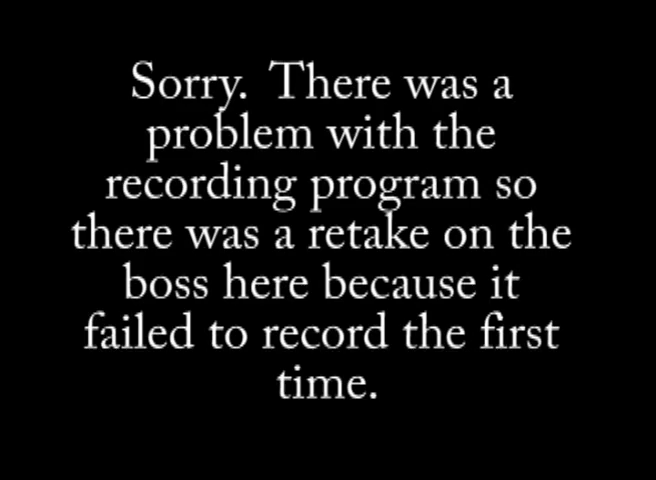 Sorry.  There was a
problem with the
recording program so
there was a retake on the
boss here because it
failed to record the first
time.